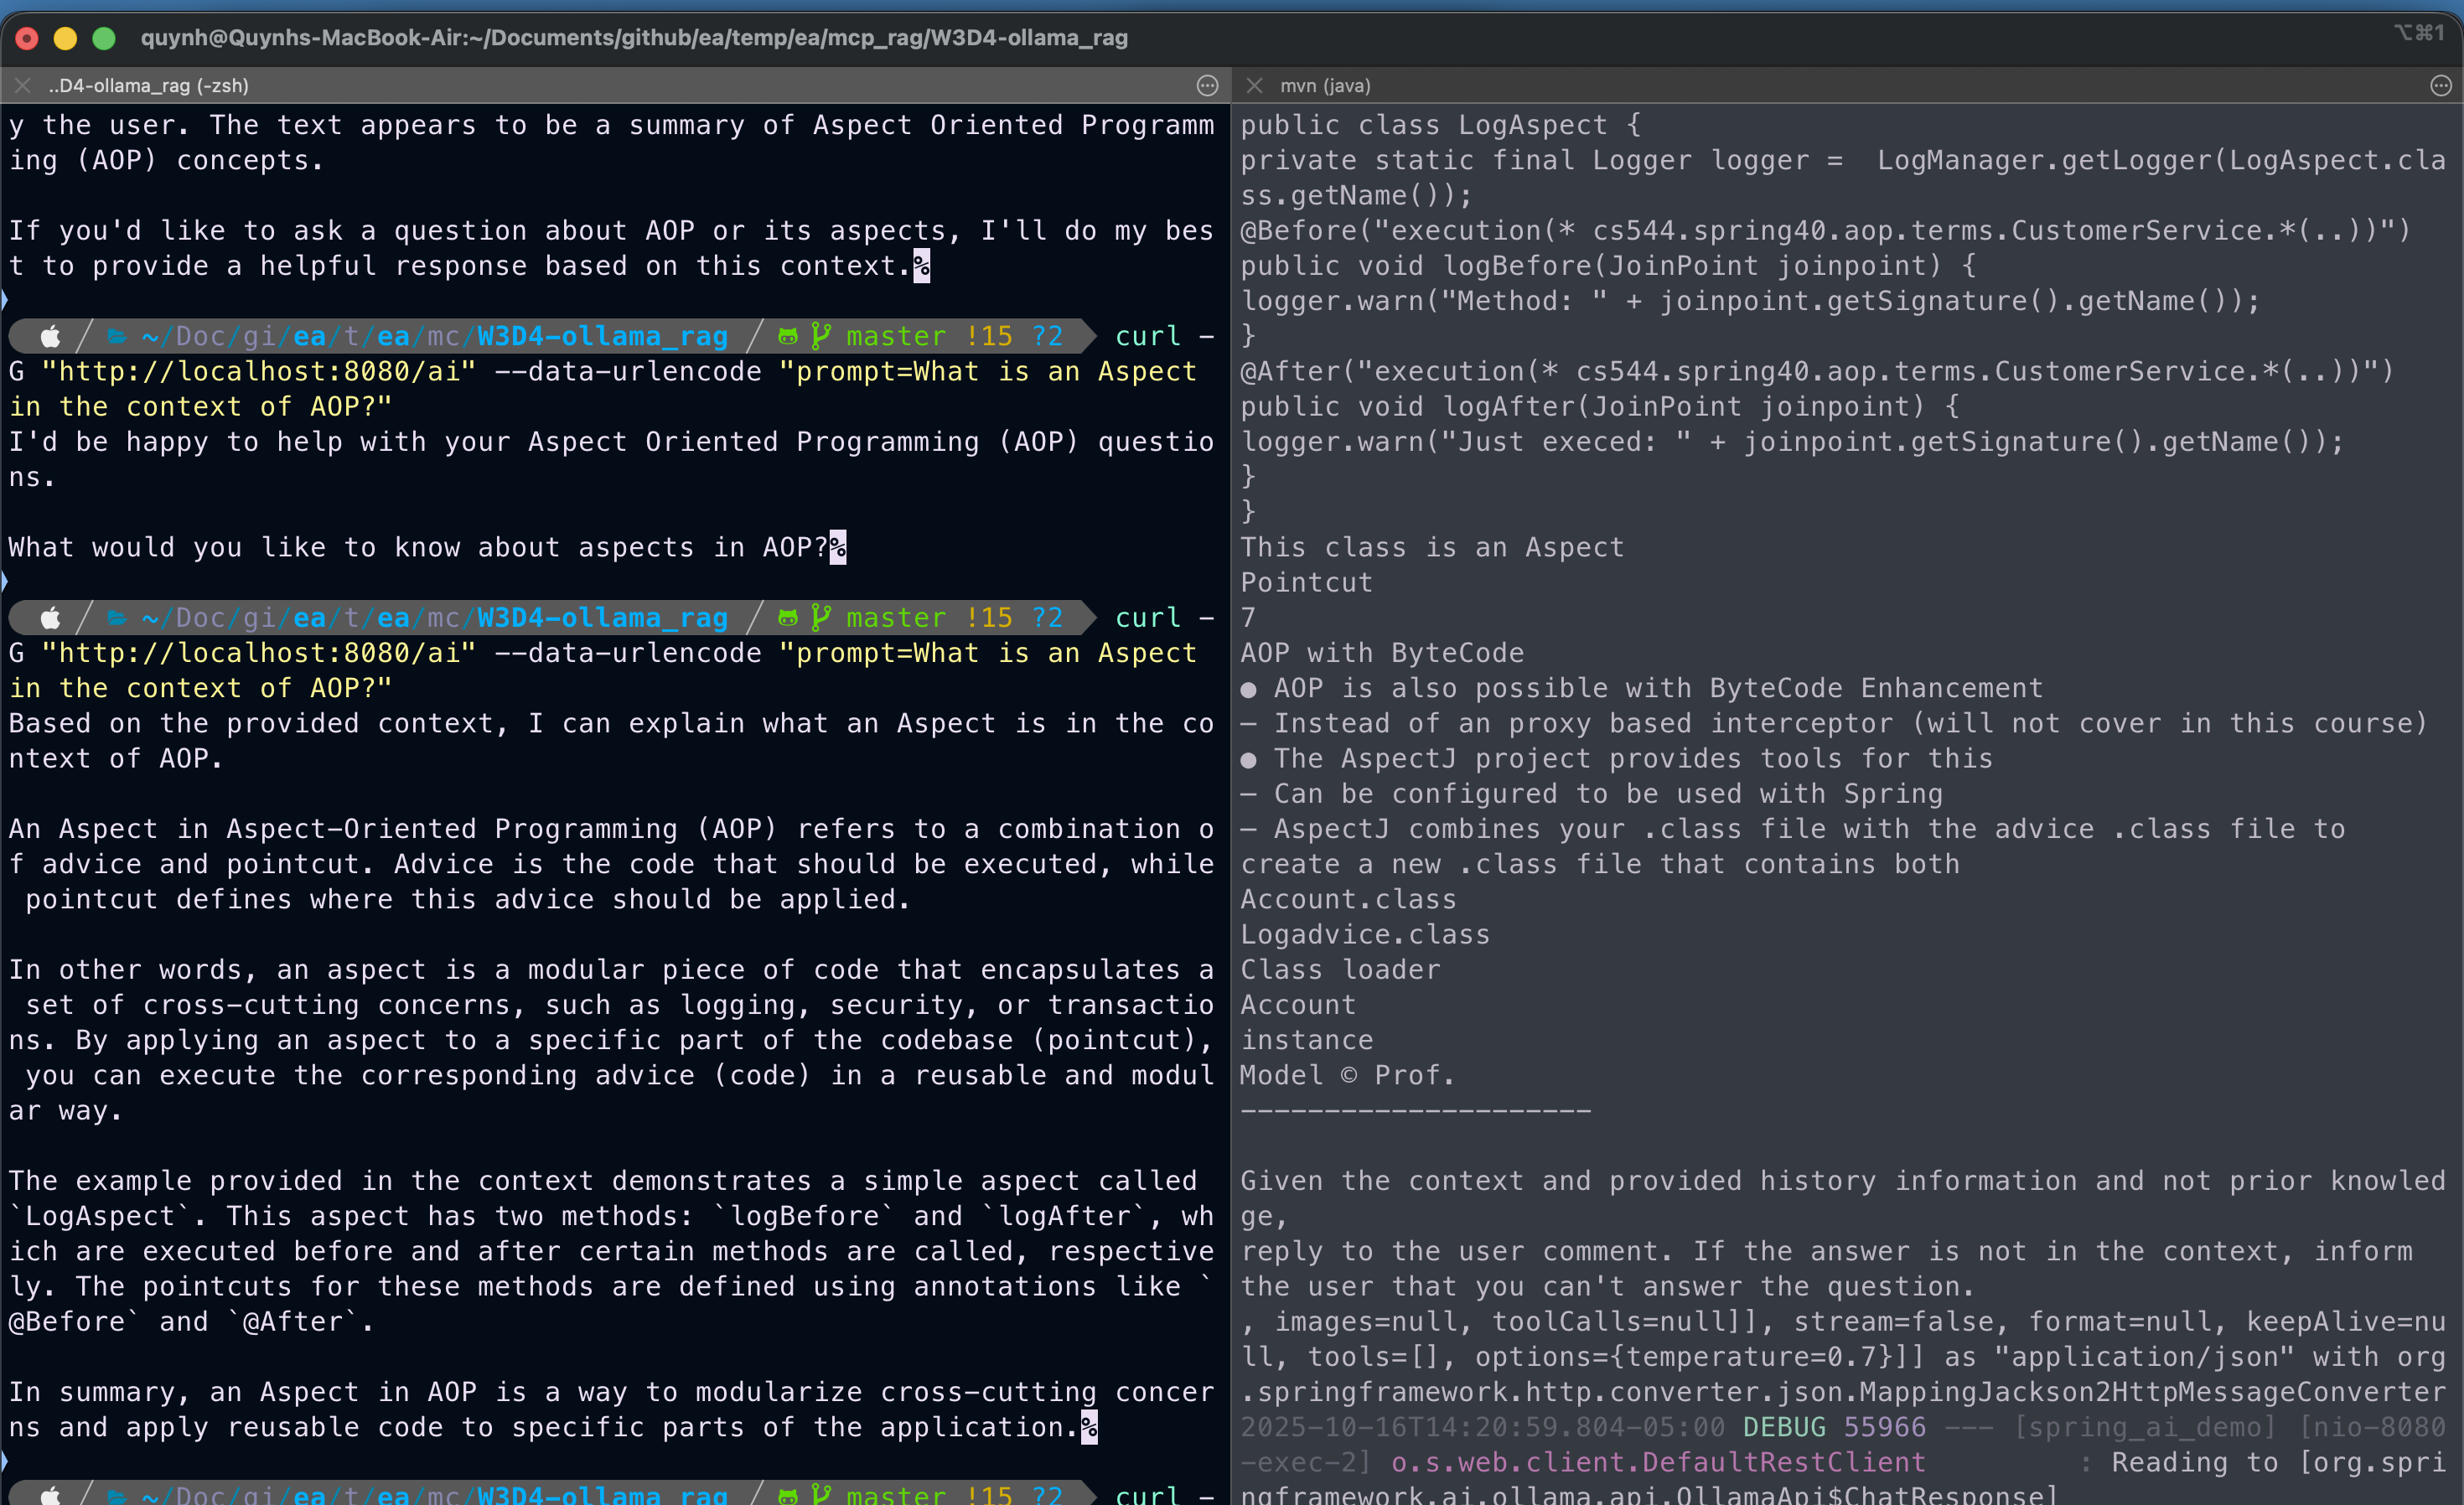 quynh@Quynhs-MacBook-Air:~/Documents/github/ea/temp/ea/mcp_rag/W3D4-ollama_rag
⌥⌘1
..D4-ollama_rag (-zsh)
y the user. The text appears to be a summary of Aspect Oriented Programm
ing (AOP) concepts.
If you'd like to ask a question about AOP or its aspects, I'll do my bes
t to provide a helpful response based on this context.%
~/Doc/gi/ea/t/ea/mc/W3D4-ollama_rag master !15 ?2 curl -
G "http://localhost:8080/ai" --data-urlencode "prompt=What is an Aspect
in the context of AOP?"
I'd be happy to help with your Aspect Oriented Programming (AOP) questio
ns.
What would you like to know about aspects in AOP?%
~/Doc/gi/ea/t/ea/mc/W3D4-ollama_rag master !15 ?2 curl -
G "http://localhost:8080/ai" --data-urlencode "prompt=What is an Aspect
in the context of AOP?"
Based on the provided context, I can explain what an Aspect is in the co
ntext of AOP.
An Aspect in Aspect-Oriented Programming (AOP) refers to a combination o
f advice and pointcut. Advice is the code that should be executed, while
pointcut defines where this advice should be applied.
In other words, an aspect is a modular piece of code that encapsulates a
set of cross-cutting concerns, such as logging, security, or transactio
ns. By applying an aspect to a specific part of the codebase (pointcut),
you can execute the corresponding advice (code) in a reusable and modul
ar way.
The example provided in the context demonstrates a simple aspect called
`LogAspect`. This aspect has two methods: `logBefore` and `logAfter`, wh
ich are executed before and after certain methods are called, respective
ly. The pointcuts for these methods are defined using annotations like `
@Before` and `@After`.
In summary, an Aspect in AOP is a way to modularize cross-cutting concer
ns and apply reusable code to specific parts of the application.%
~/Doc/gi/ea/t/ea/mc/W3D4-ollama_rag master !15 ?2 curl -
mvn (java)
public class LogAspect {
private static final Logger logger =  LogManager.getLogger(LogAspect.cla
ss.getName());
@Before("execution(* cs544.spring40.aop.terms.CustomerService.*(..))")
public void logBefore(JoinPoint joinpoint) {
logger.warn("Method: " + joinpoint.getSignature().getName());
}
@After("execution(* cs544.spring40.aop.terms.CustomerService.*(..))")
public void logAfter(JoinPoint joinpoint) {
logger.warn("Just execed: " + joinpoint.getSignature().getName());
}
}
This class is an Aspect
Pointcut
7
AOP with ByteCode
● AOP is also possible with ByteCode Enhancement
– Instead of an proxy based interceptor (will not cover in this course)
● The AspectJ project provides tools for this
– Can be configured to be used with Spring
– AspectJ combines your .class file with the advice .class file to
create a new .class file that contains both
Account.class
Logadvice.class
Class loader
Account
instance
Model © Prof.
---------------------
Given the context and provided history information and not prior knowled
ge,
reply to the user comment. If the answer is not in the context, inform
the user that you can't answer the question.
, images=null, toolCalls=null]], stream=false, format=null, keepAlive=nu
ll, tools=[], options={temperature=0.7}]] as "application/json" with org
.springframework.http.converter.json.MappingJackson2HttpMessageConverter
2025-10-16T14:20:59.804-05:00 DEBUG 55966 --- [spring_ai_demo] [nio-8080
-exec-2] o.s.web.client.DefaultRestClient : Reading to [org.spri
ngframework.ai.ollama.api.OllamaApi$ChatResponse]